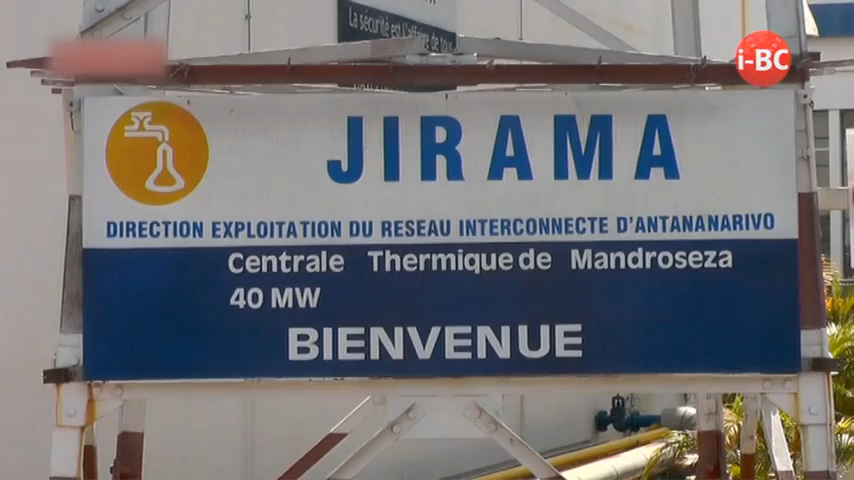 La sécurité est l'affaire de tous
i-BC
JIRAMA
DIRECTION EXPLOITATION DU RESEAU INTERCONNECTE D'ANTANANARIVO
Centrale Thermique de Mandroseza
40 MW
BIENVENUE